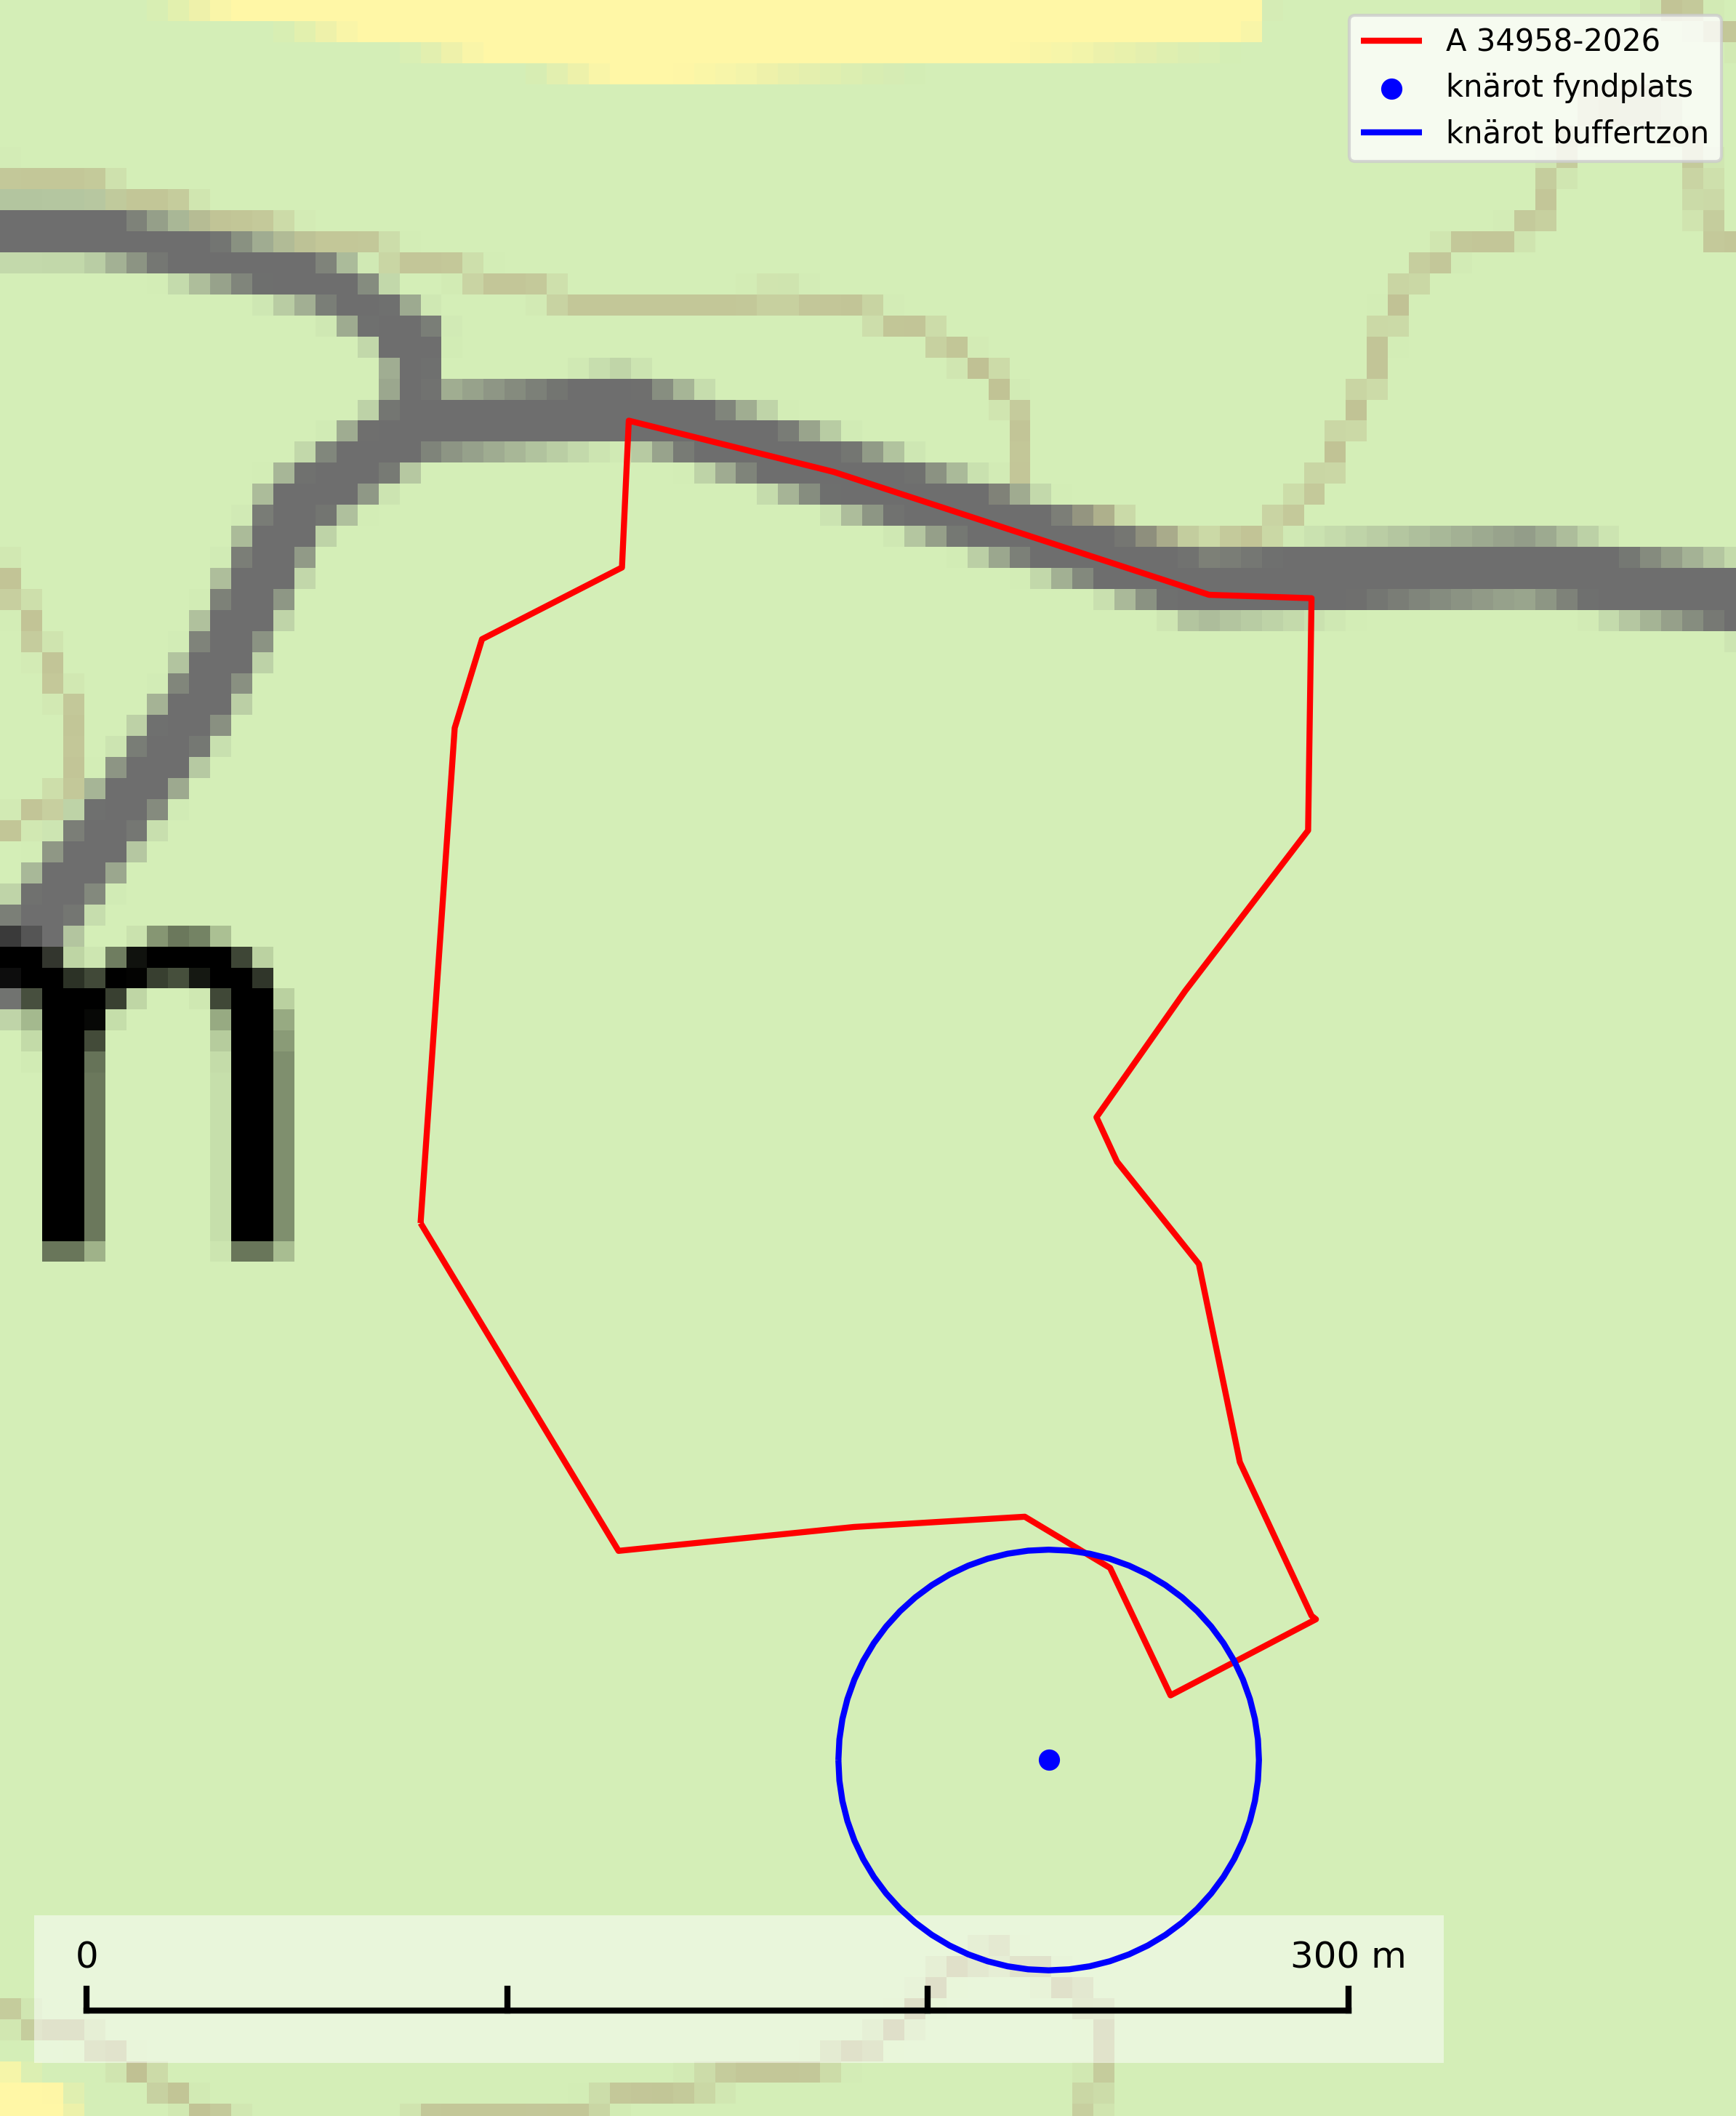 A 34958-2026
knärot fyndplats
knärot buffertzon
0
300 m